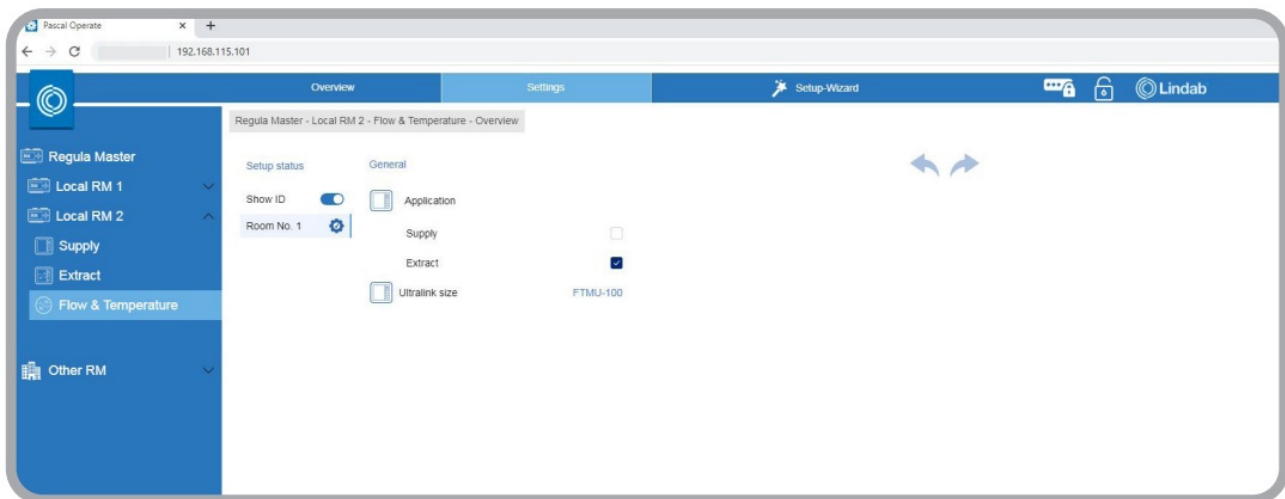 Pascal Operate
192.168.115.101
Overview
Settings
Setup-Wizard
Lindab
Regula Master - Local RM 2 - Flow & Temperature - Overview
Regula Master
Local RM 1
Local RM 2
Supply
Extract
Flow & Temperature
Other RM
Setup status
Show ID
Room No. 1
General
Application
Supply
Extract
Ultralink size
FTMU-100